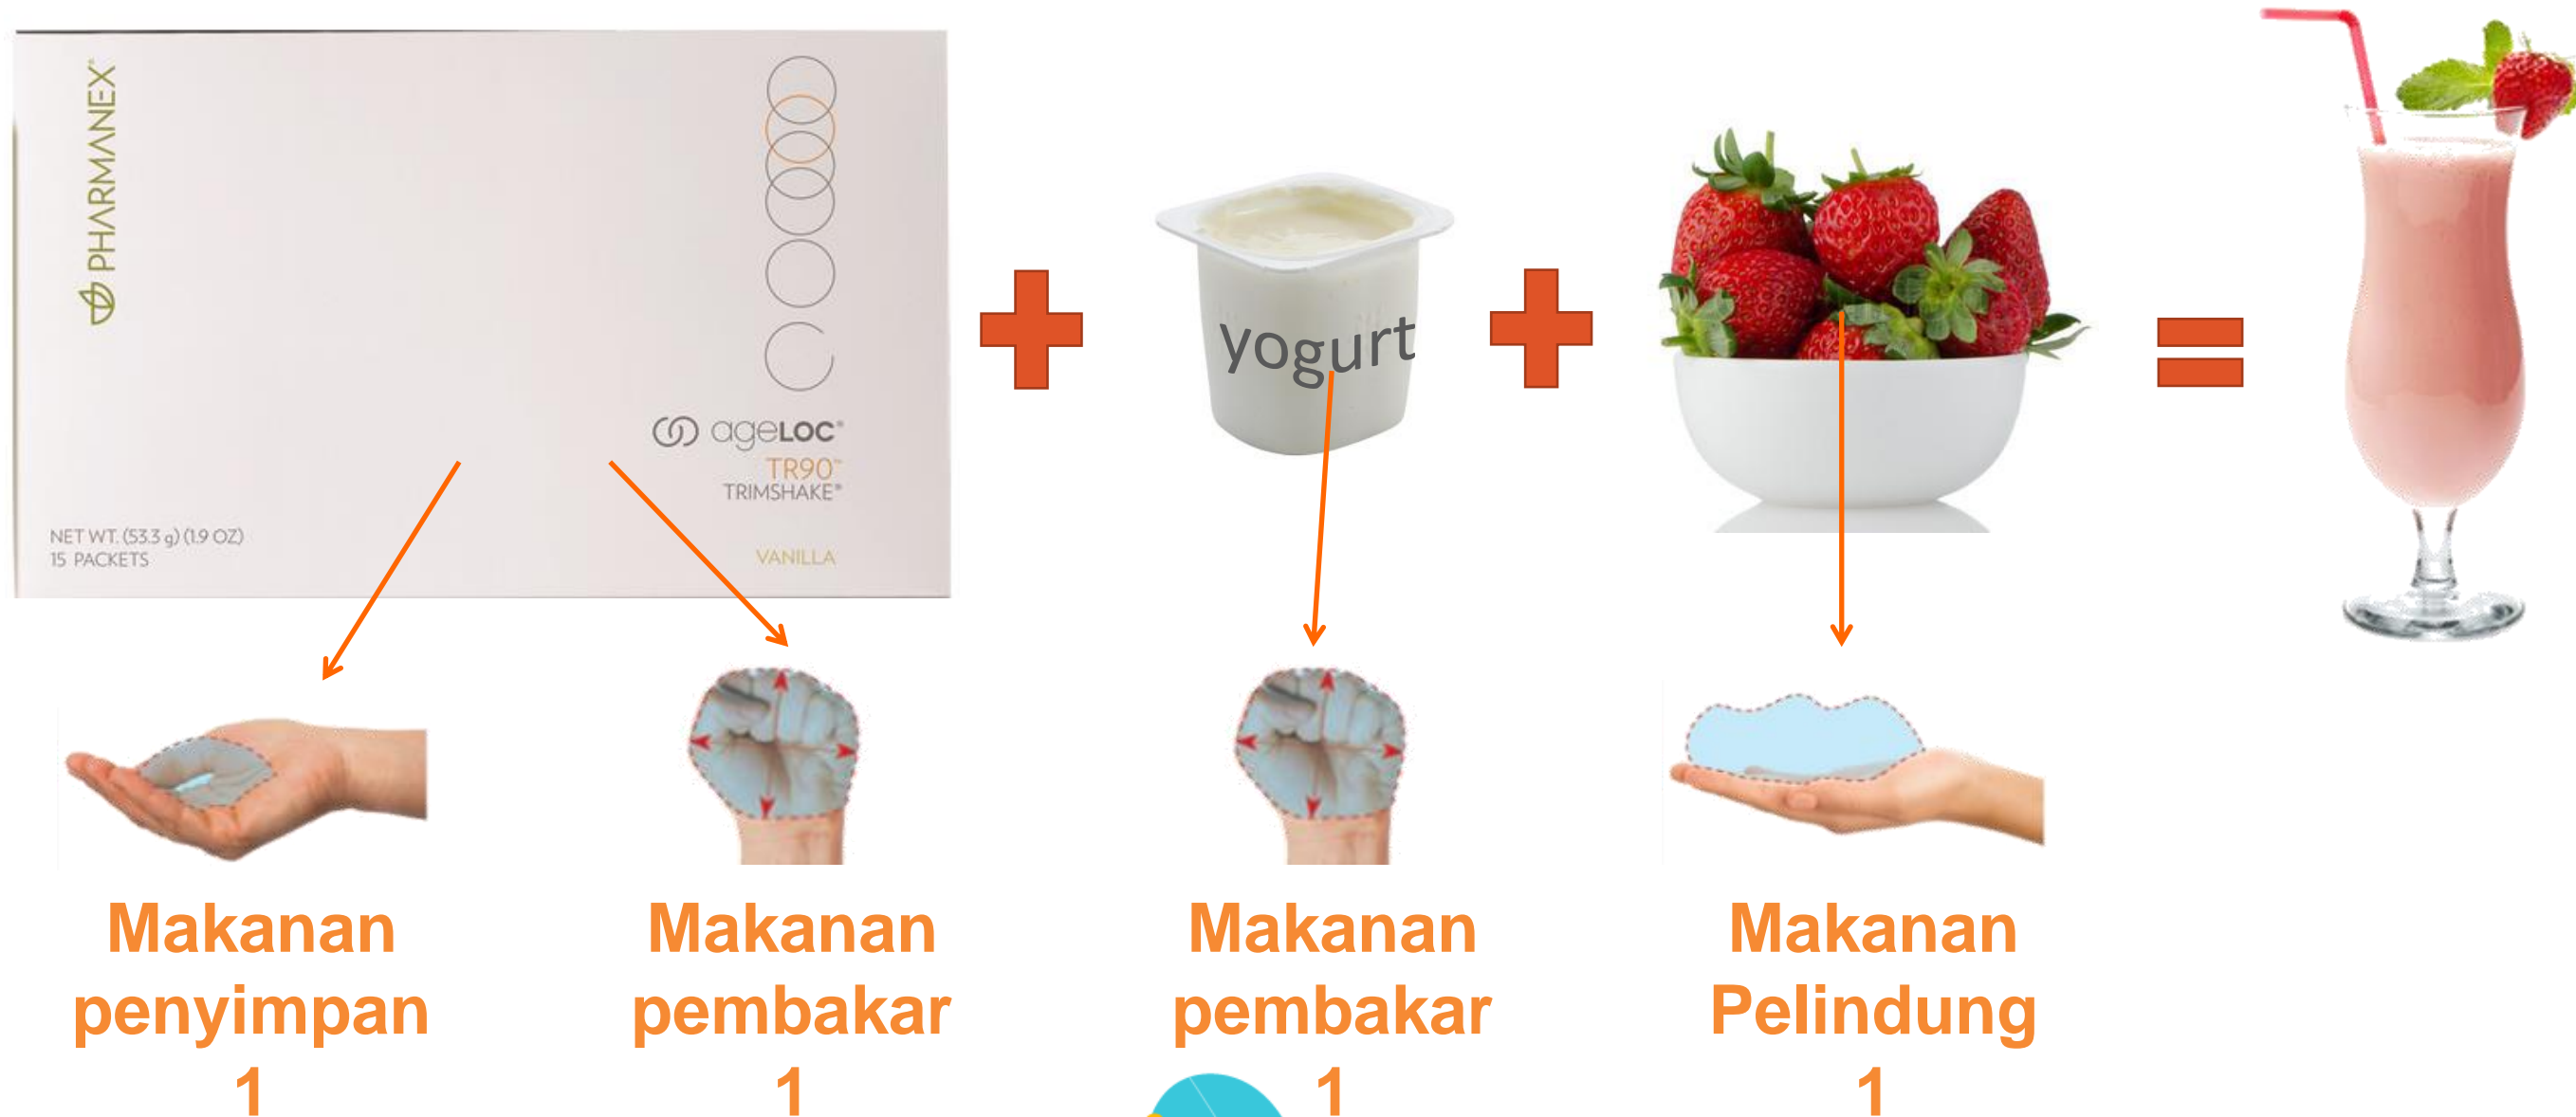 PHARMANEX®
ageLOC®
TR90™
TRIMSHAKE®
NET WT. (53.3 g) (1.9 OZ)
15 PACKETS
VANILLA
yogurt
Makanan
penyimpan
1
Makanan
pembakar
1
Makanan
pembakar
1
Makanan
Pelindung
1